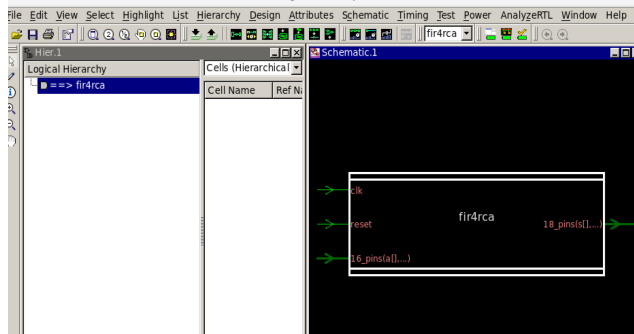 File Edit View Select Highlight List Hierarchy Design Attributes Schematic Timing Test Power AnalyzeRTL Window Help
fir4rca
Hier.1
Schematic.1
Logical Hierarchy
Cells (Hierarchical
==> fir4rca
Cell Name Ref Na
clk
reset
fir4rca
18_pins(s[],...)
16_pins(a[],...)